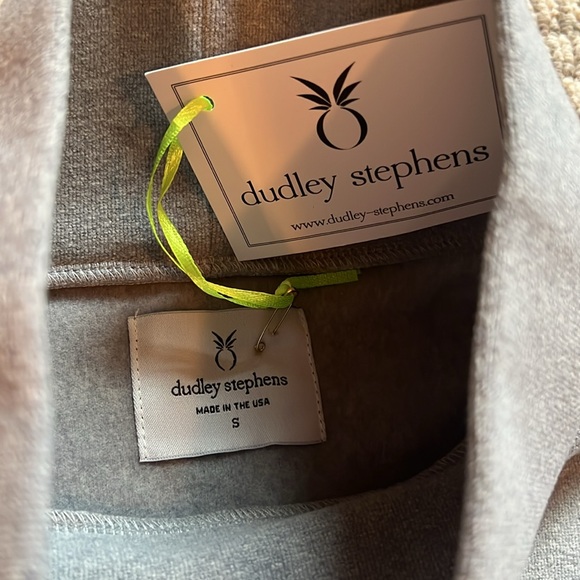 dudley stephens
www.dudley-stephens.com
dudley stephens
MADE IN THE USA
S